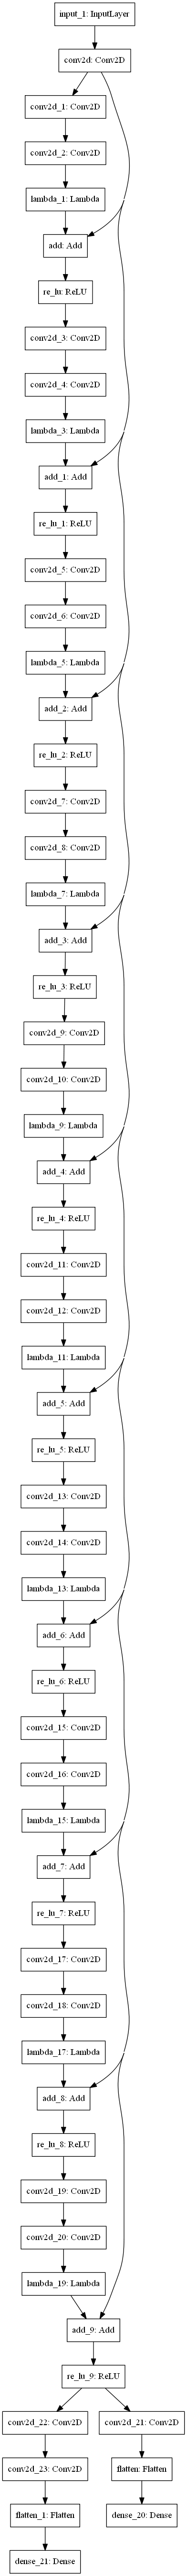 input_1: InputLayer
conv2d: Conv2D
conv2d_1: Conv2D
conv2d_2: Conv2D
lambda_1: Lambda
add: Add
re_lu: ReLU
conv2d_3: Conv2D
conv2d_4: Conv2D
lambda_3: Lambda
add_1: Add
re_lu_1: ReLU
conv2d_5: Conv2D
conv2d_6: Conv2D
lambda_5: Lambda
add_2: Add
re_lu_2: ReLU
conv2d_7: Conv2D
conv2d_8: Conv2D
lambda_7: Lambda
add_3: Add
re_lu_3: ReLU
conv2d_9: Conv2D
conv2d_10: Conv2D
lambda_9: Lambda
add_4: Add
re_lu_4: ReLU
conv2d_11: Conv2D
conv2d_12: Conv2D
lambda_11: Lambda
add_5: Add
re_lu_5: ReLU
conv2d_13: Conv2D
conv2d_14: Conv2D
lambda_13: Lambda
add_6: Add
re_lu_6: ReLU
conv2d_15: Conv2D
conv2d_16: Conv2D
lambda_15: Lambda
add_7: Add
re_lu_7: ReLU
conv2d_17: Conv2D
conv2d_18: Conv2D
lambda_17: Lambda
add_8: Add
re_lu_8: ReLU
conv2d_19: Conv2D
conv2d_20: Conv2D
lambda_19: Lambda
add_9: Add
re_lu_9: ReLU
conv2d_22: Conv2D
conv2d_21: Conv2D
conv2d_23: Conv2D
flatten: Flatten
flatten_1: Flatten
dense_20: Dense
dense_21: Dense